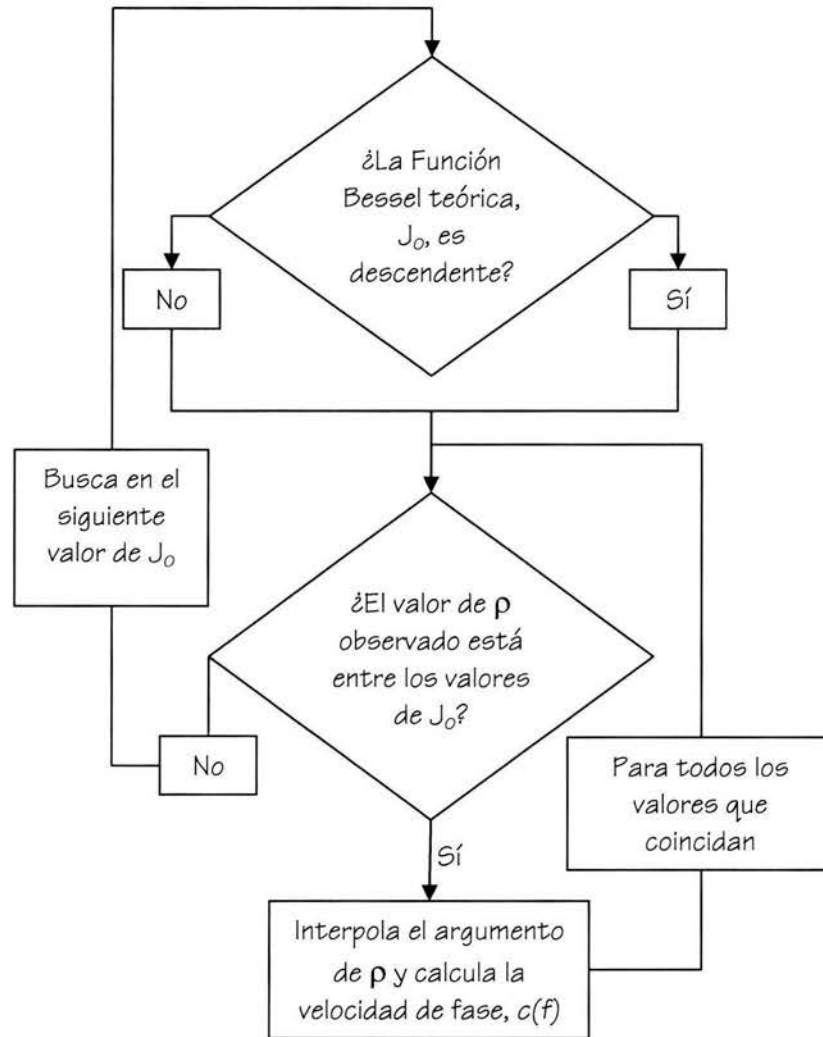 ¿La Función
Bessel teórica,
J₀, es
descendente?
No
Sí
Busca en el
siguiente
valor de J₀
¿El valor de ρ
observado está
entre los valores
de J₀?
No
Para todos los
valores que
coincidan
Sí
Interpola el argumento
de ρ y calcula la
velocidad de fase, c(f)